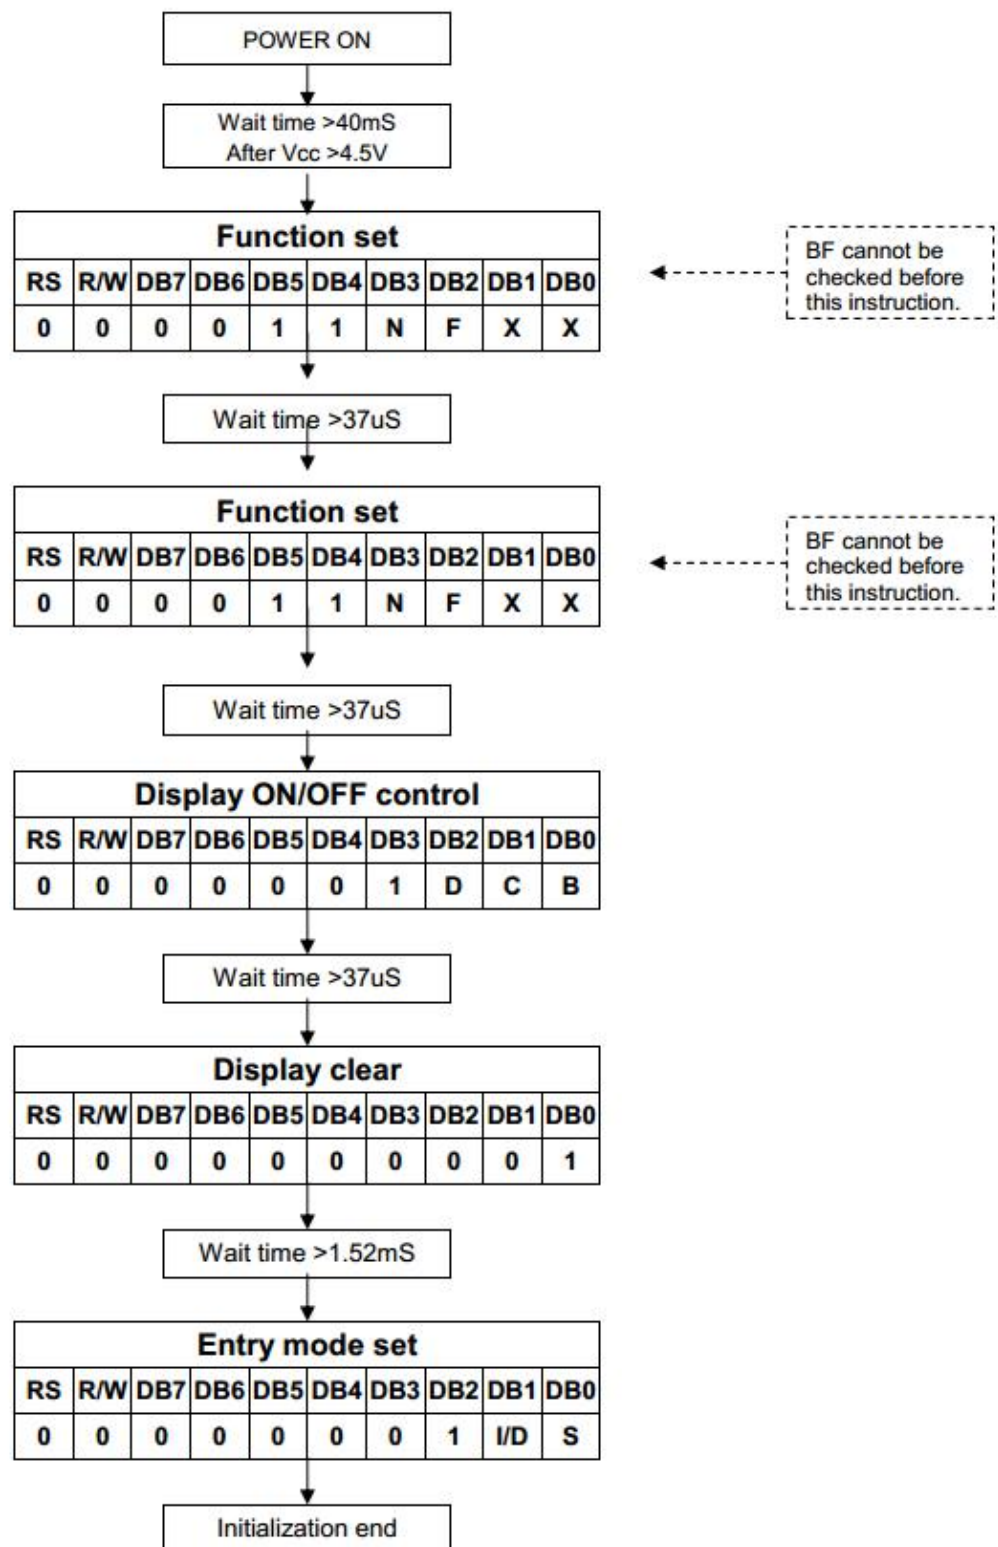 POWER ON
Wait time >40mS
After Vcc >4.5V
Function set
RS R/W DB7 DB6 DB5 DB4 DB3 DB2 DB1 DB0
0 0 0 0 1 1 N F X X
BF cannot be
checked before
this instruction.
Wait time >37uS
Function set
RS R/W DB7 DB6 DB5 DB4 DB3 DB2 DB1 DB0
0 0 0 0 1 1 N F X X
BF cannot be
checked before
this instruction.
Wait time >37uS
Display ON/OFF control
RS R/W DB7 DB6 DB5 DB4 DB3 DB2 DB1 DB0
0 0 0 0 0 0 1 D C B
Wait time >37uS
Display clear
RS R/W DB7 DB6 DB5 DB4 DB3 DB2 DB1 DB0
0 0 0 0 0 0 0 0 0 1
Wait time >1.52mS
Entry mode set
RS R/W DB7 DB6 DB5 DB4 DB3 DB2 DB1 DB0
0 0 0 0 0 0 0 1 I/D S
Initialization end